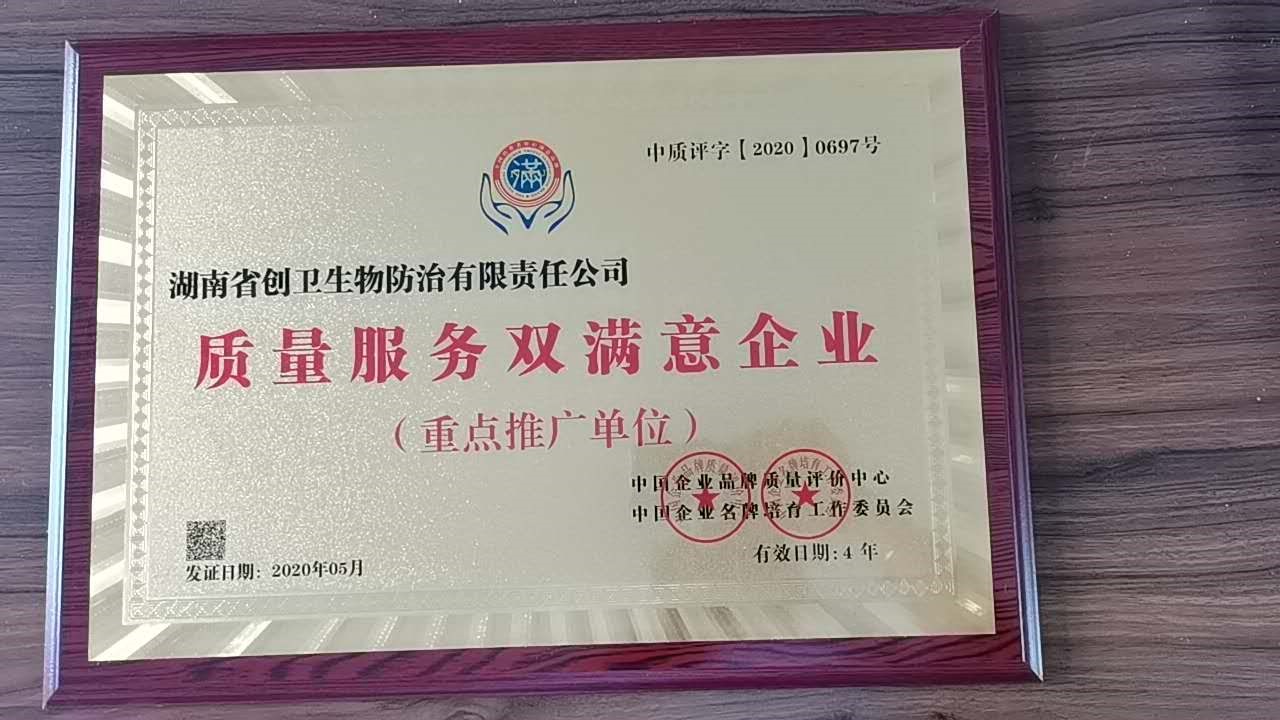 满
中质评字【2020】0697号
湖南省创卫生物防治有限责任公司
质量服务双满意企业
（重点推广单位）
中国企业品牌质量评价中心
中国企业名牌培育工作委员会
有效日期:4年
发证日期: 2020年05月